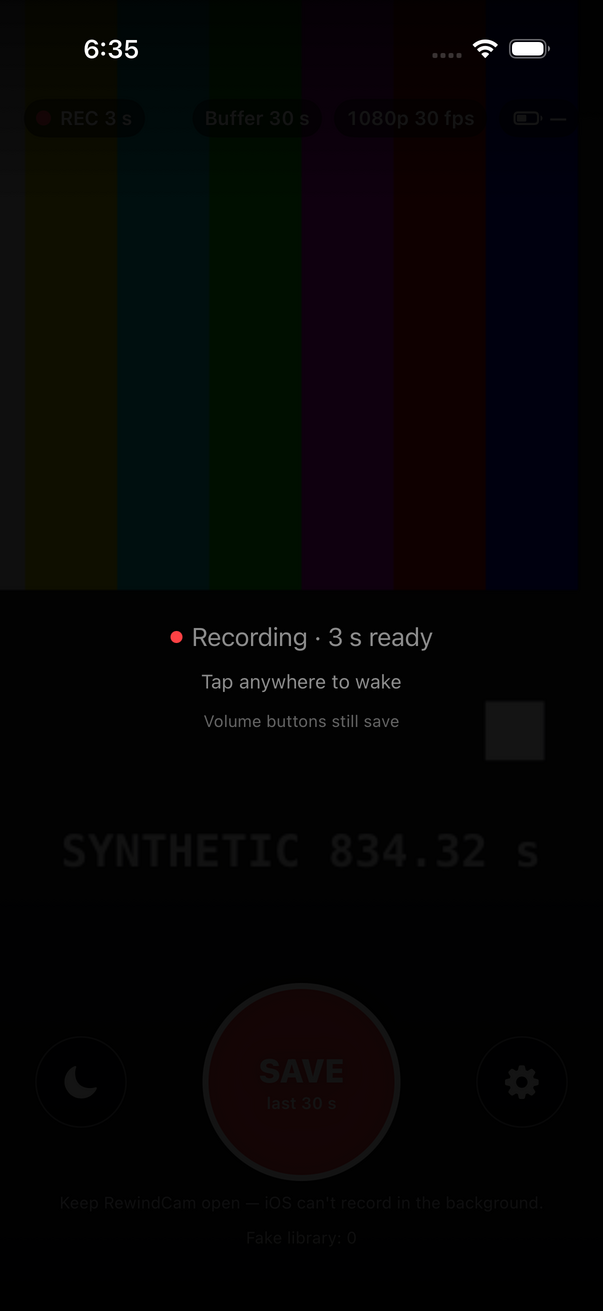 6:35
REC 3 s
Buffer 30 s
1080p 30 fps
–
Recording · 3 s ready
Tap anywhere to wake
Volume buttons still save
SYNTHETIC 834.32 s
SAVE
last 30 s
Keep RewindCam open — iOS can't record in the background.
Fake library: 0